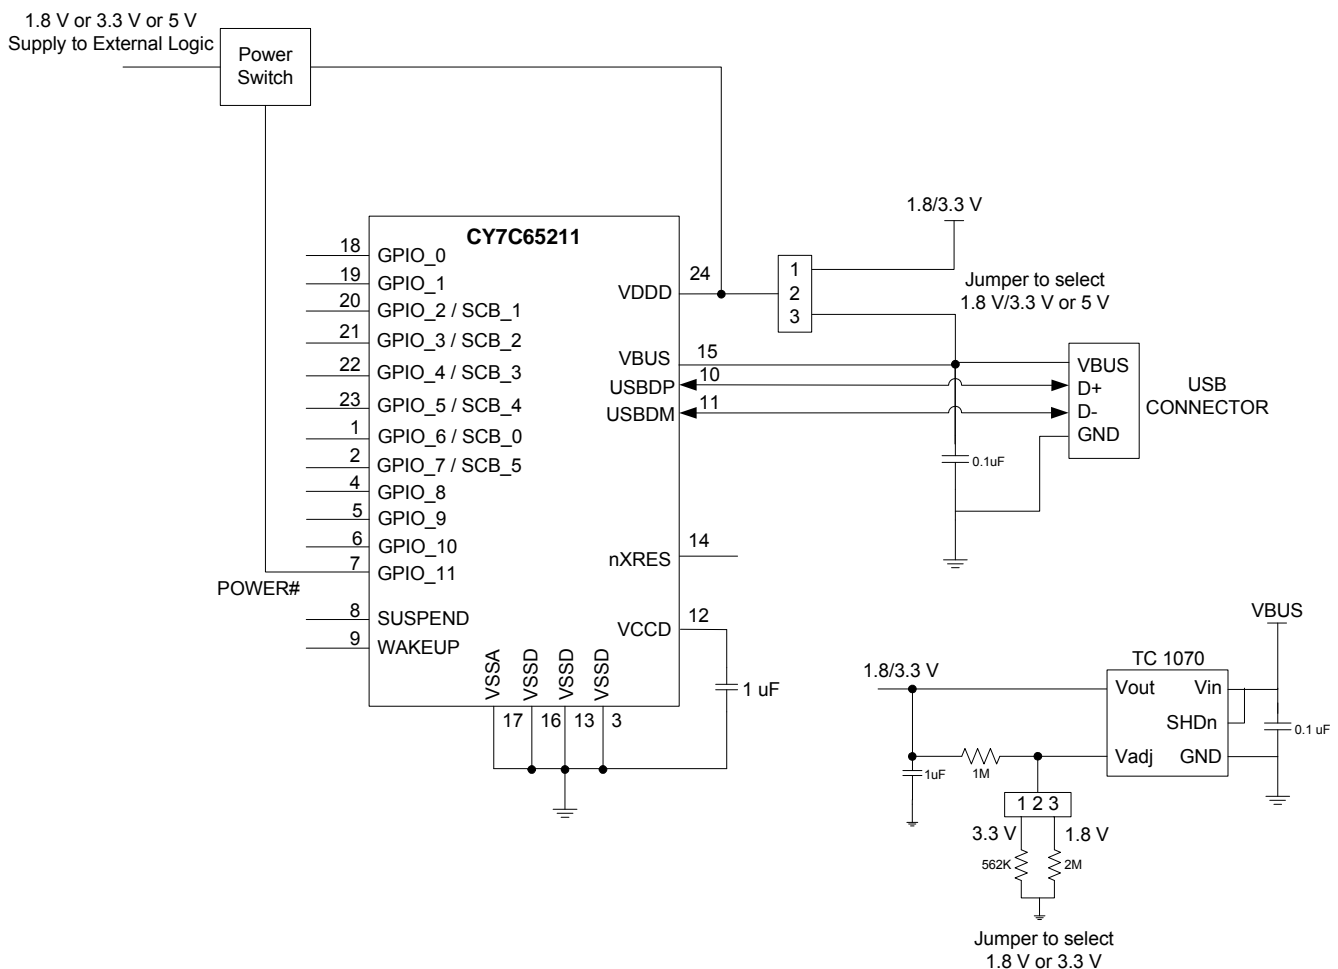 1.8 V or 3.3 V or 5 V
Supply to External Logic
Power
Switch
1.8/3.3 V
CY7C65211
18
GPIO_0
19
GPIO_1
20
GPIO_2 / SCB_1
21
GPIO_3 / SCB_2
22
GPIO_4 / SCB_3
23
GPIO_5 / SCB_4
1
GPIO_6 / SCB_0
2
GPIO_7 / SCB_5
4
GPIO_8
5
GPIO_9
6
GPIO_10
7
GPIO_11
POWER#
8
SUSPEND
9
WAKEUP
VDDD
24
VBUS
15
USBDP
10
USBDM
11
nXRES
14
VCCD
12
1 uF
VSSA
VSSD
VSSD
VSSD
17
16
13
3
1
2
3
Jumper to select
1.8 V/3.3 V or 5 V
VBUS
D+
D-
GND
USB
CONNECTOR
0.1uF
VBUS
TC 1070
1.8/3.3 V
Vout
Vin
SHDn
0.1 uF
Vadj
GND
1uF
1M
1 2 3
3.3 V
1.8 V
562K
2M
Jumper to select
1.8 V or 3.3 V